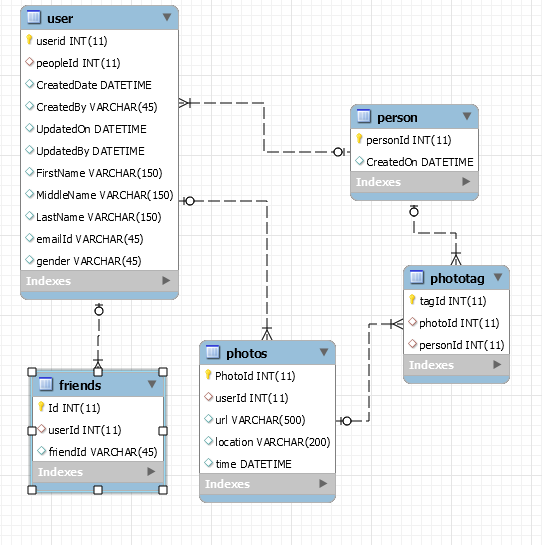 user
userid INT(11)
peopleId INT(11)
CreatedDate DATETIME
CreatedBy VARCHAR(45)
UpdatedOn DATETIME
UpdatedBy DATETIME
FirstName VARCHAR(150)
MiddleName VARCHAR(150)
LastName VARCHAR(150)
emailId VARCHAR(45)
gender VARCHAR(45)
Indexes
person
personId INT(11)
CreatedOn DATETIME
Indexes
phototag
tagId INT(11)
photoId INT(11)
personId INT(11)
Indexes
photos
PhotoId INT(11)
userId INT(11)
url VARCHAR(500)
location VARCHAR(200)
time DATETIME
Indexes
friends
Id INT(11)
userId INT(11)
friendId VARCHAR(45)
Indexes